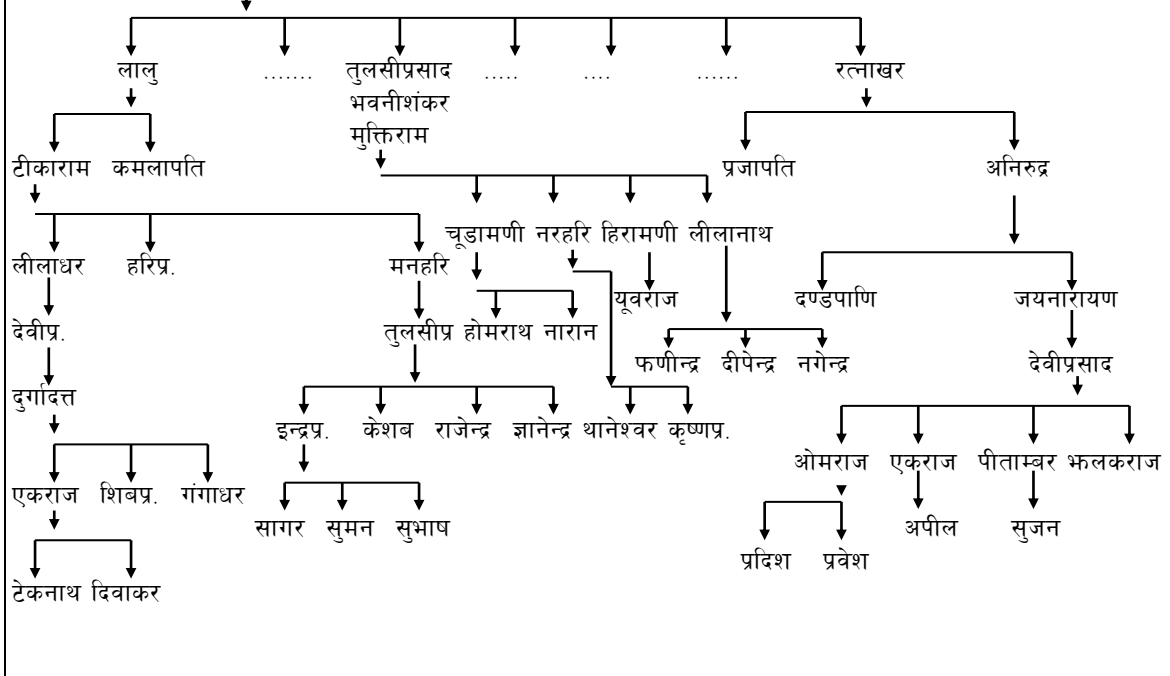 लालु ....... तुलसीप्रसाद ..... .... ...... रत्नाखर
भवनीशंकर
मुक्तिराम
टीकाराम कमलापति प्रजापति अनिरुद्र
चूडामणी नरहरि हिरामणी लीलानाथ
लीलाधर हरिप्र. मनहरि
यूवराज दण्डपाणि जयनारायण
देवीप्र. तुलसीप्र होमराथ नारान
फणीन्द्र दीपेन्द्र नगेन्द्र देवीप्रसाद
दुर्गादत्त
इन्द्रप्र. केशब राजेन्द्र ज्ञानेन्द्र थानेश्वर कृष्णप्र.
ओमराज एकराज पीताम्बर झलकराज
एकराज शिबप्र. गंगाधर
सागर सुमन सुभाष अपील सुजन
प्रदिश प्रवेश
टेकनाथ दिवाकर